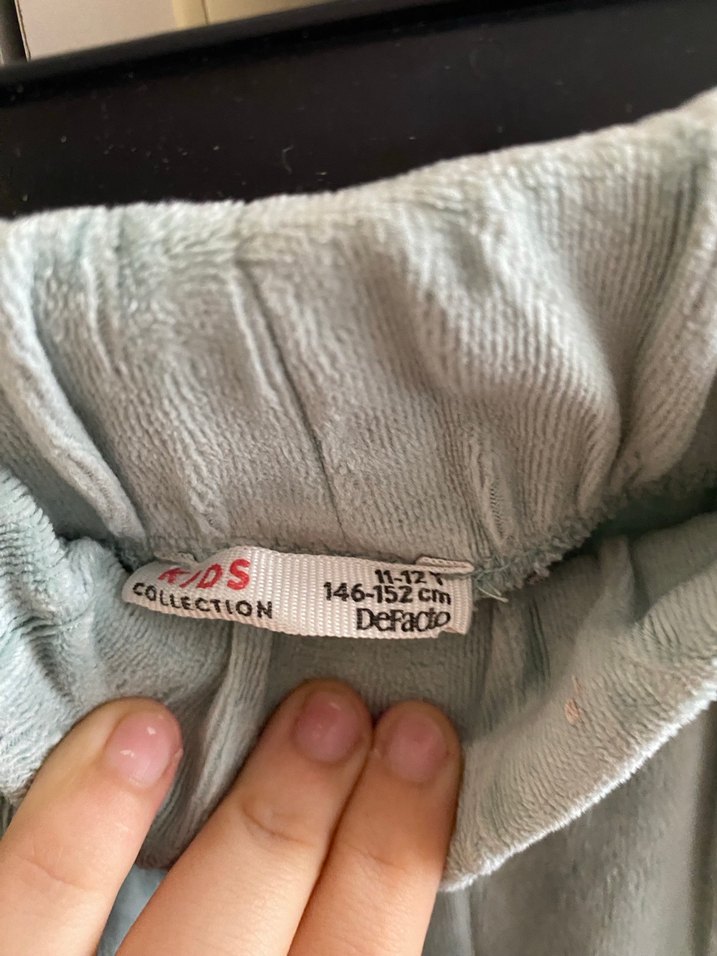 KIDS
COLLECTION
11-12 Y
146-152 cm
DeFacto